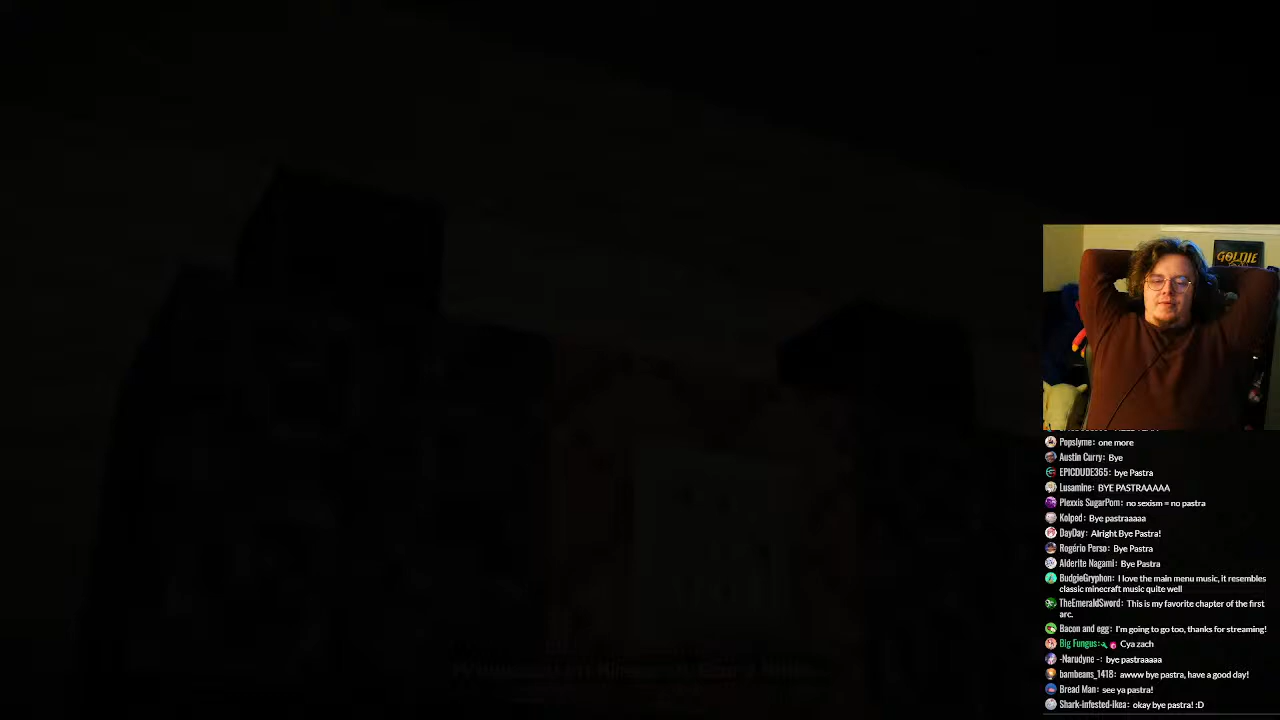 GOLDIE
Popslyme: one more
Austin Curry: Bye
EPICDUDE365: bye Pastra
Lusamine: BYE PASTRAAAAA
Plexxis SugarPom: no sexism = no pastra
Kolped: Bye pastraaaaa
DayDay: Alright Bye Pastra!
Rogério Perso: Bye Pastra
Alderite Nagami: Bye Pastra
BudgieGryphon: I love the main menu music, it resembles
classic minecraft music quite well
TheEmeraldSword: This is my favorite chapter of the first
arc.
Bacon and egg: I'm going to go too, thanks for streaming!
Big Fungus: Cya zach
-Narudyne -: bye pastraaaaa
bambeans_1418: awww bye pastra, have a good day!
Bread Man: see ya pastra!
Shark-infested-ikea: okay bye pastra! :D